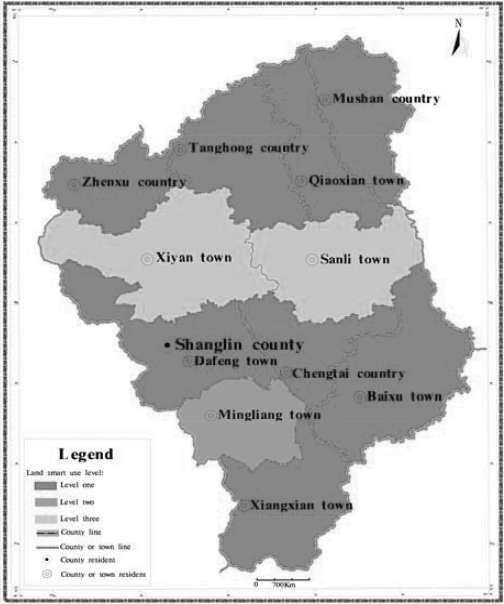 N
Mushan country
Tanghong country
Zhenxu country
Qiaoxian town
Xiyan town
Sanli town
Shanglin county
Dafeng town
Chengtai country
Baixu town
Mingliang town
Xiangxian town
Legend
Land smart use level:
Level one
Level two
Level three
County line
County or town line
County resident
County or town resident
0 700Km